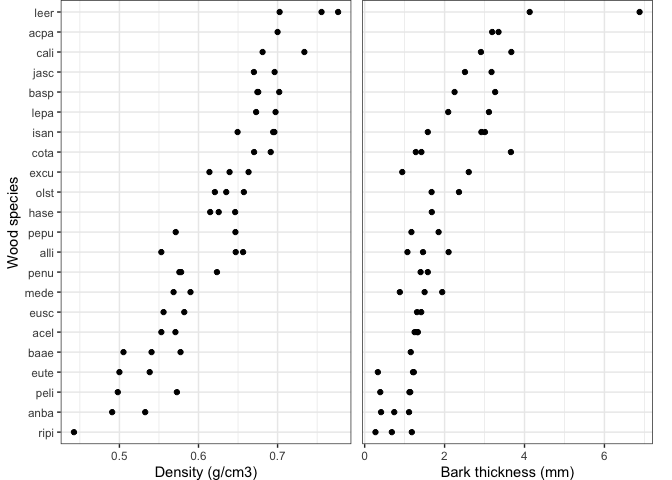 Wood species
leer
acpa
cali
jasc
basp
lepa
isan
cota
excu
olst
hase
pepu
alli
penu
mede
eusc
acel
baae
eute
peli
anba
ripi
0.5 0.6 0.7
Density (g/cm3)
0 2 4 6
Bark thickness (mm)